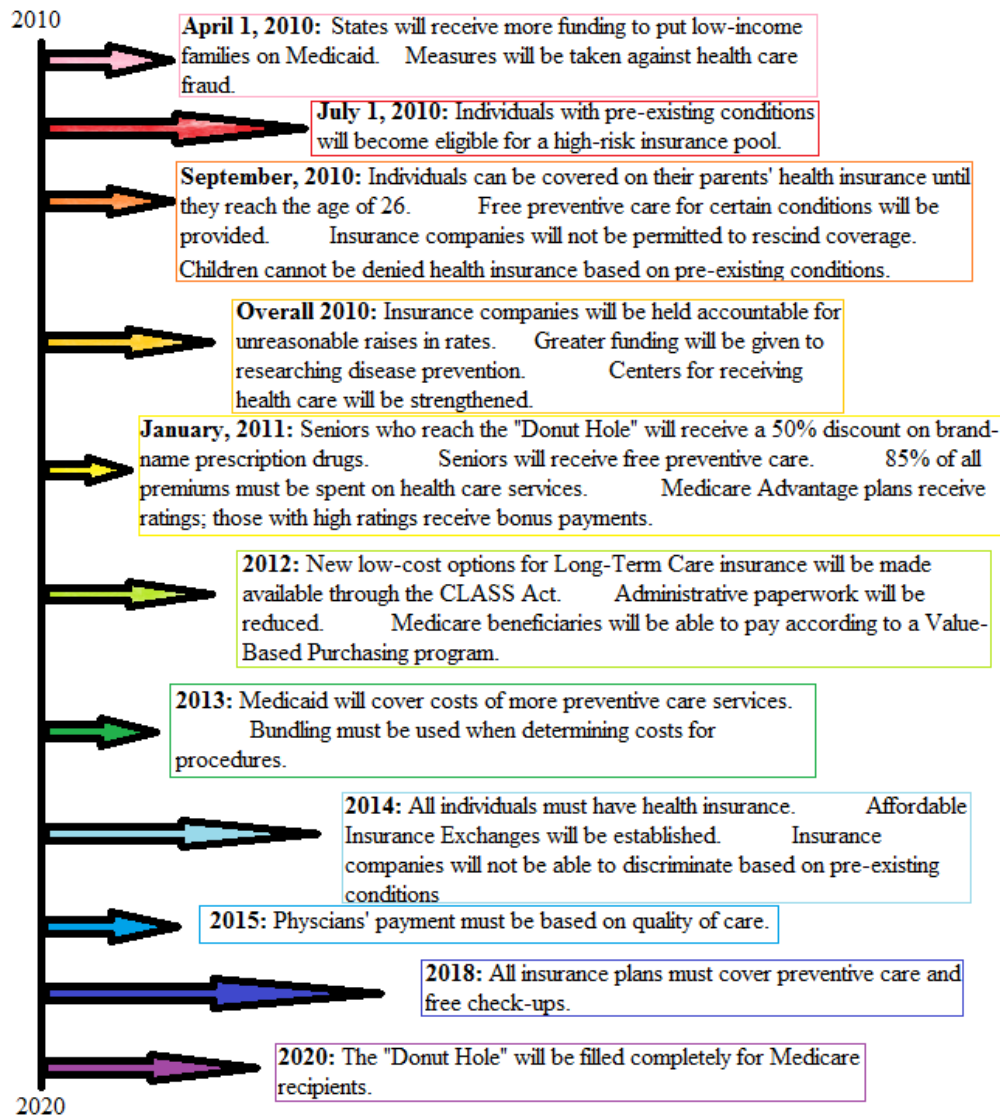 2010
April 1, 2010: States will receive more funding to put low-income
families on Medicaid. Measures will be taken against health care
fraud.
July 1, 2010: Individuals with pre-existing conditions
will become eligible for a high-risk insurance pool.
September, 2010: Individuals can be covered on their parents' health insurance until
they reach the age of 26. Free preventive care for certain conditions will be
provided. Insurance companies will not be permitted to rescind coverage.
Children cannot be denied health insurance based on pre-existing conditions.
Overall 2010: Insurance companies will be held accountable for
unreasonable raises in rates. Greater funding will be given to
researching disease prevention. Centers for receiving
health care will be strengthened.
January, 2011: Seniors who reach the "Donut Hole" will receive a 50% discount on brand-
name prescription drugs. Seniors will receive free preventive care. 85% of all
premiums must be spent on health care services. Medicare Advantage plans receive
ratings; those with high ratings receive bonus payments.
2012: New low-cost options for Long-Term Care insurance will be made
available through the CLASS Act. Administrative paperwork will be
reduced. Medicare beneficiaries will be able to pay according to a Value-
Based Purchasing program.
2013: Medicaid will cover costs of more preventive care services.
Bundling must be used when determining costs for
procedures.
2014: All individuals must have health insurance. Affordable
Insurance Exchanges will be established. Insurance
companies will not be able to discriminate based on pre-existing
conditions
2015: Physcians' payment must be based on quality of care.
2018: All insurance plans must cover preventive care and
free check-ups.
2020: The "Donut Hole" will be filled completely for Medicare
recipients.
2020